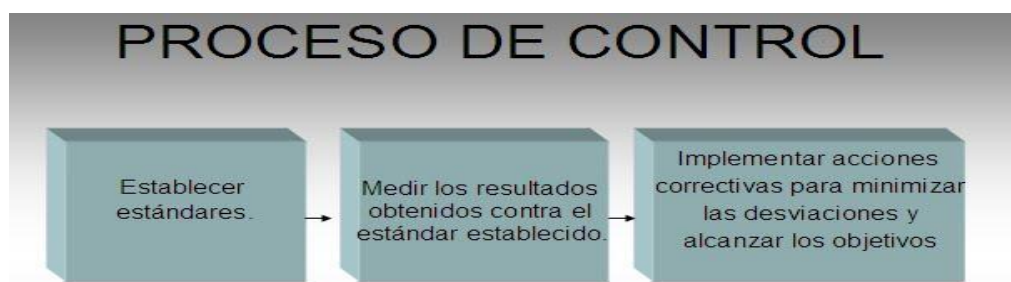 PROCESO DE CONTROL
Establecer
estándares.
Medir los resultados
obtenidos contra el
estándar establecido.
Implementar acciones
correctivas para minimizar
las desviaciones y
alcanzar los objetivos